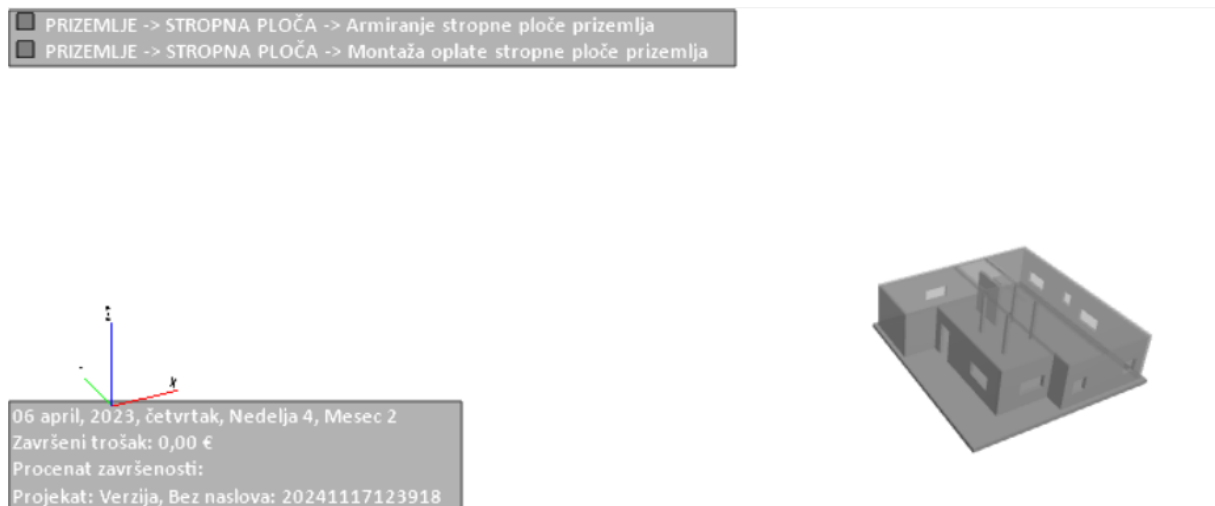 PRIZEMLJE -> STROPNA PLOČA -> Armiranje stropne ploče prizemlja
PRIZEMLJE -> STROPNA PLOČA -> Montaža oplate stropne ploče prizemlja
X
06 april, 2023, četvrtak, Nedelja 4, Mesec 2
Završeni trošak: 0,00 €
Procenat završenosti:
Projekat: Verzija, Bez naslova: 20241117123918